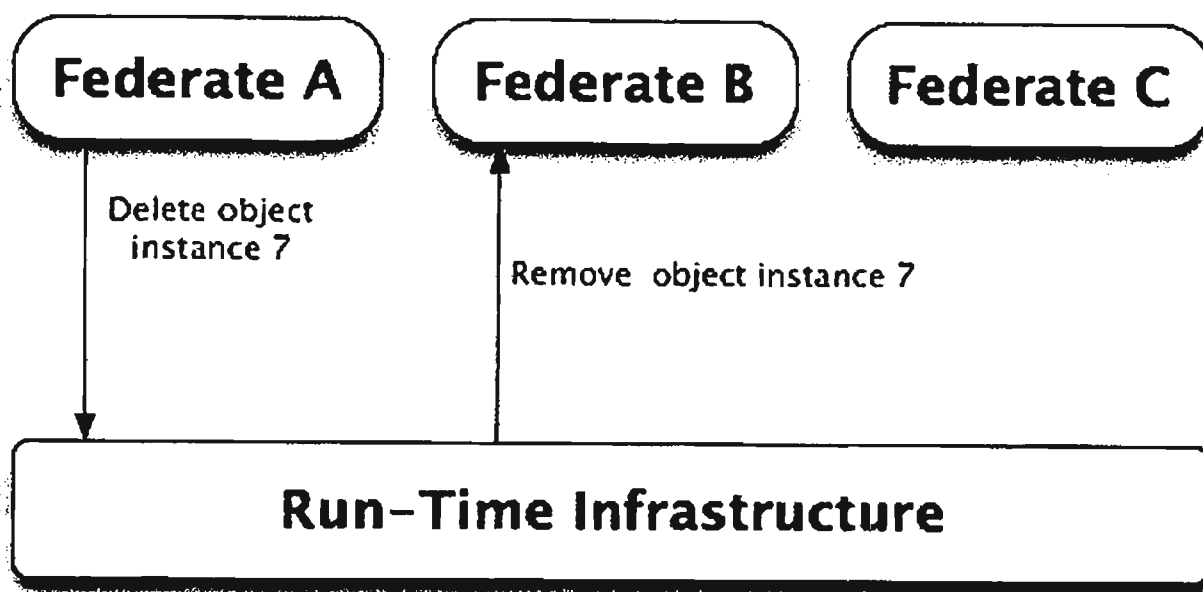 Federate A
Federate B
Federate C
Delete object
instance 7
Remove object instance 7
Run-Time Infrastructure